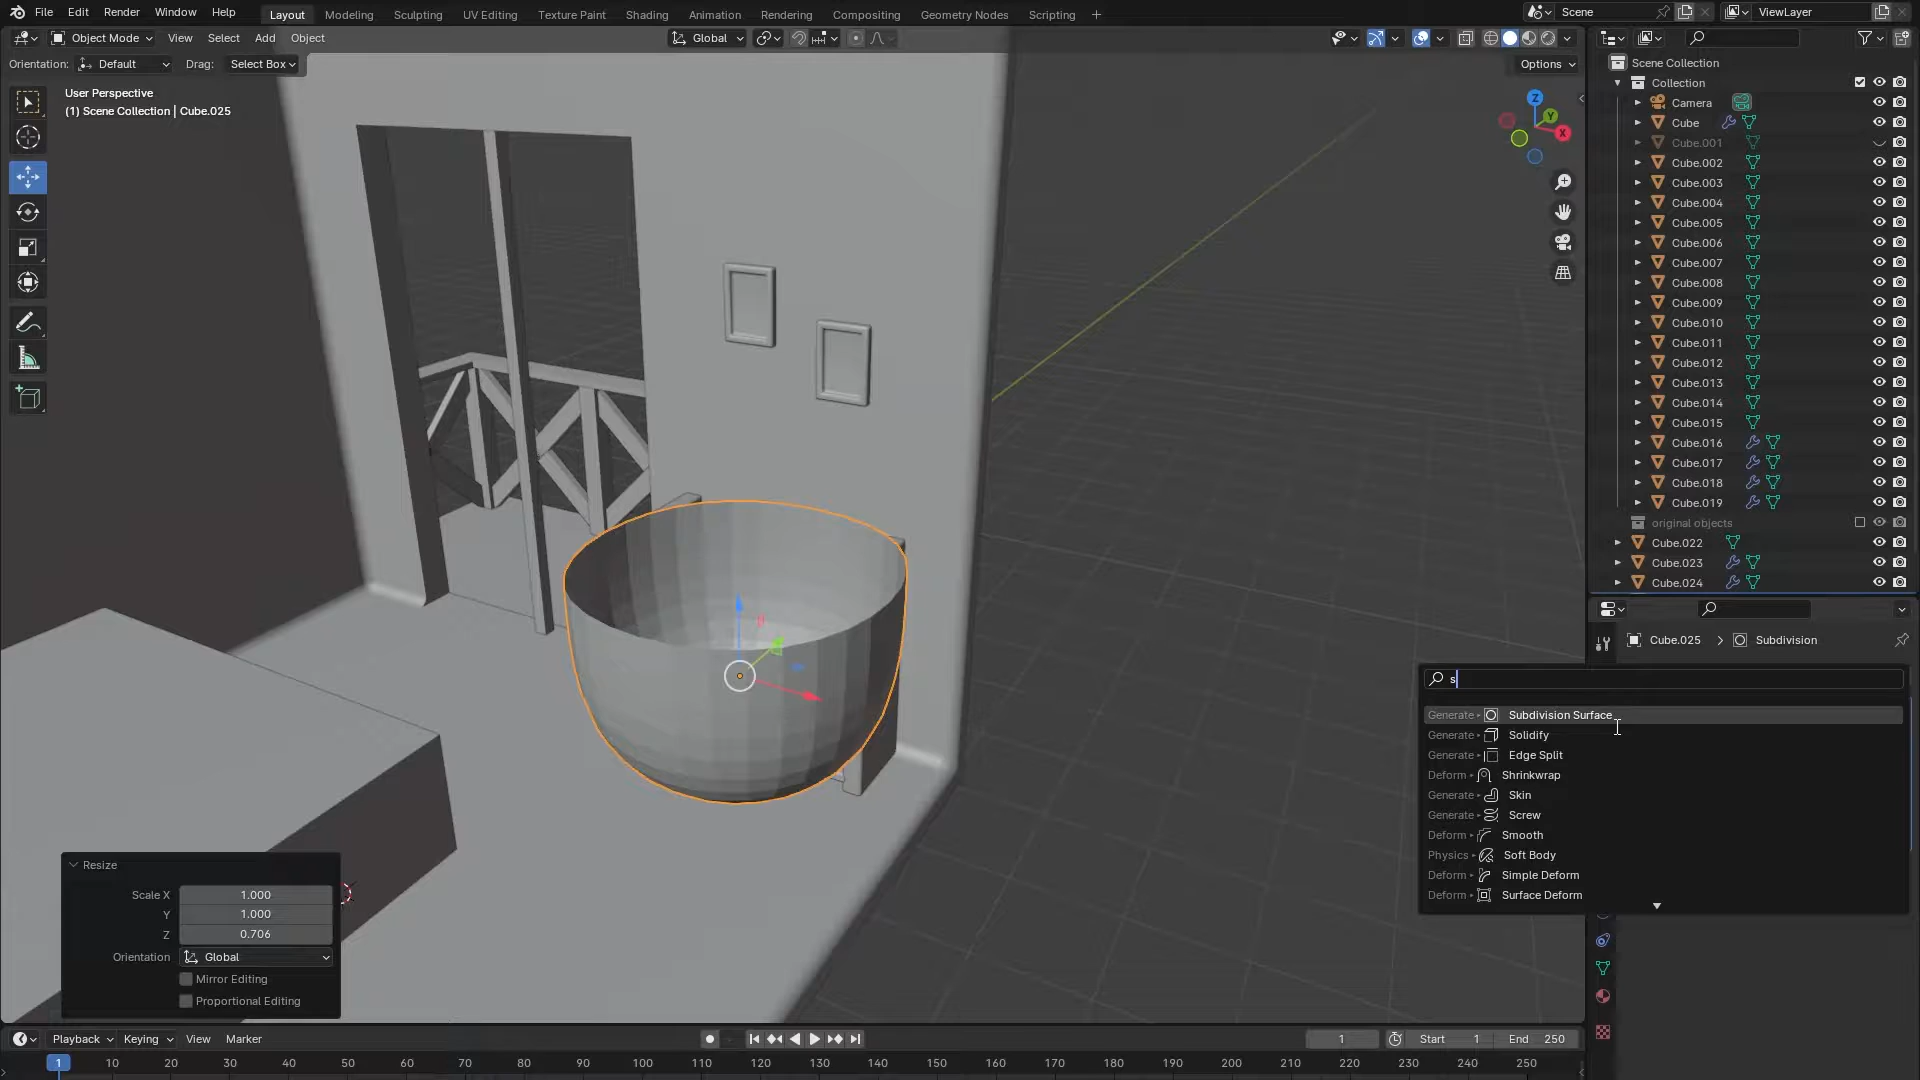 File Edit Render Window Help
Layout Modeling Sculpting UV Editing Texture Paint Shading Animation Rendering Compositing Geometry Nodes Scripting +
Scene
ViewLayer
Object Mode View Select Add Object
Global
Orientation: Default Drag: Select Box
Options
User Perspective
(1) Scene Collection | Cube.025
Z
Y
X
Scene Collection
Collection
Camera
Cube
Cube.001
Cube.002
Cube.003
Cube.004
Cube.005
Cube.006
Cube.007
Cube.008
Cube.009
Cube.010
Cube.011
Cube.012
Cube.013
Cube.014
Cube.015
Cube.016
Cube.017
Cube.018
Cube.019
original objects
Cube.022
Cube.023
Cube.024
Cube.025 > Subdivision
s
Generate Subdivision Surface
Generate Solidify
Generate Edge Split
Deform Shrinkwrap
Generate Skin
Generate Screw
Deform Smooth
Physics Soft Body
Deform Simple Deform
Deform Surface Deform
Resize
Scale X 1.000
Y 1.000
Z 0.706
Orientation Global
Mirror Editing
Proportional Editing
Playback Keying View Marker
1 Start 1 End 250
1 10 20 30 40 50 60 70 80 90 100 110 120 130 140 150 160 170 180 190 200 210 220 230 240 250